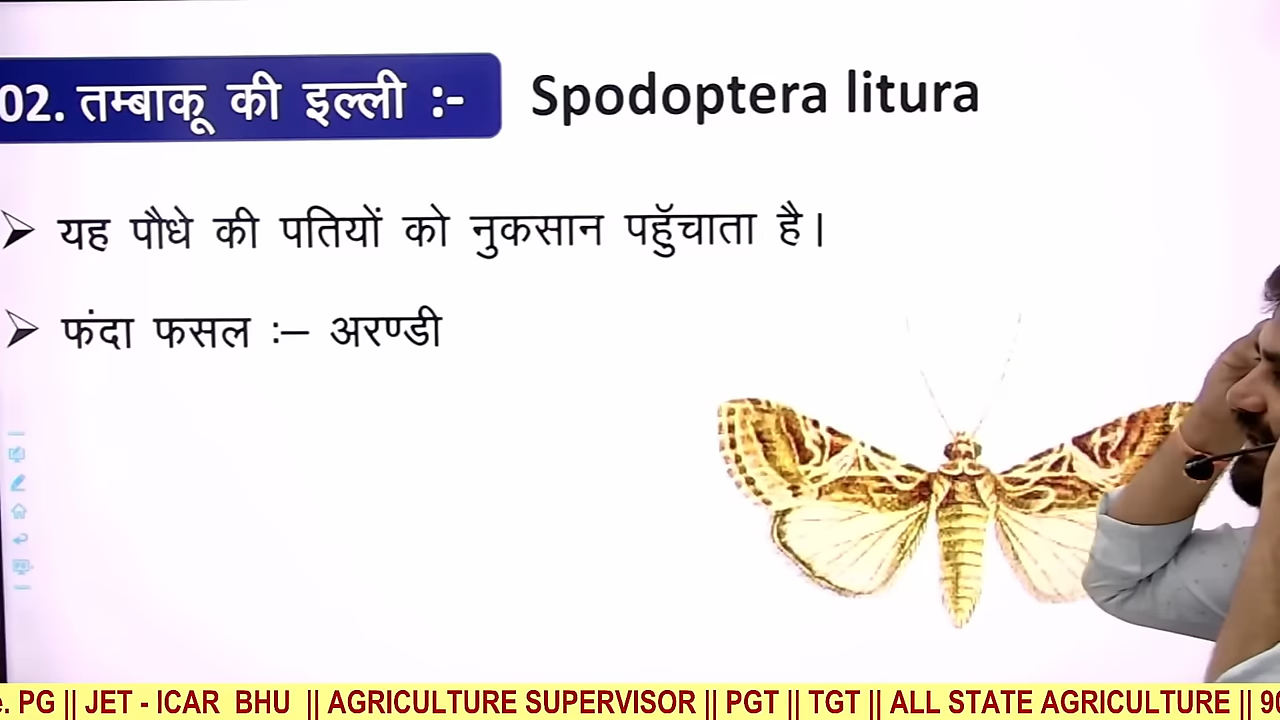 02. तम्बाकू की इल्ली :- Spodoptera litura
यह पौधे की पतियों को नुकसान पहुॅचाता है।
फंदा फसल :– अरण्डी
PG || JET - ICAR BHU || AGRICULTURE SUPERVISOR || PGT || TGT || ALL STATE AGRICULTURE ||